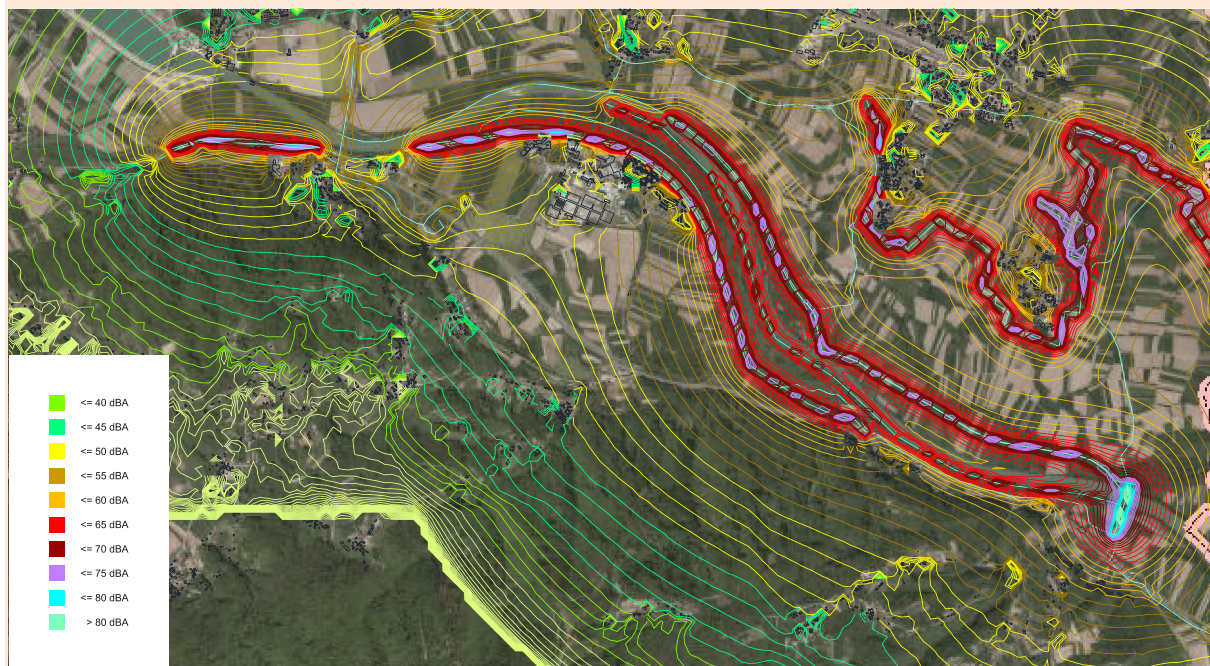 <= 40 dBA
<= 45 dBA
<= 50 dBA
<= 55 dBA
<= 60 dBA
<= 65 dBA
<= 70 dBA
<= 75 dBA
<= 80 dBA
> 80 dBA